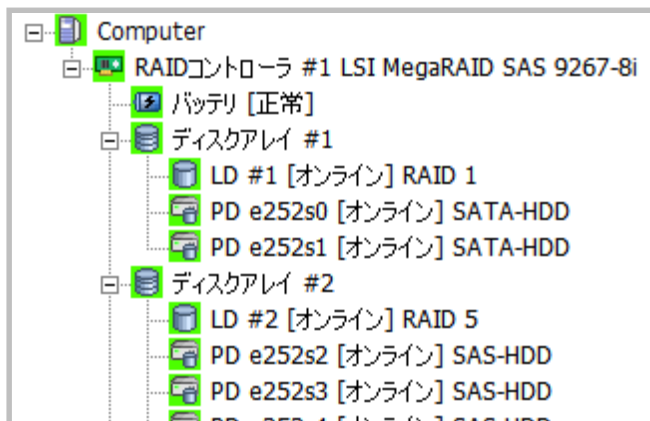 Computer
RAIDコントローラ #1 LSI MegaRAID SAS 9267-8i
バッテリ [正常]
ディスクアレイ #1
LD #1 [オンライン] RAID 1
PD e252s0 [オンライン] SATA-HDD
PD e252s1 [オンライン] SATA-HDD
ディスクアレイ #2
LD #2 [オンライン] RAID 5
PD e252s2 [オンライン] SAS-HDD
PD e252s3 [オンライン] SAS-HDD